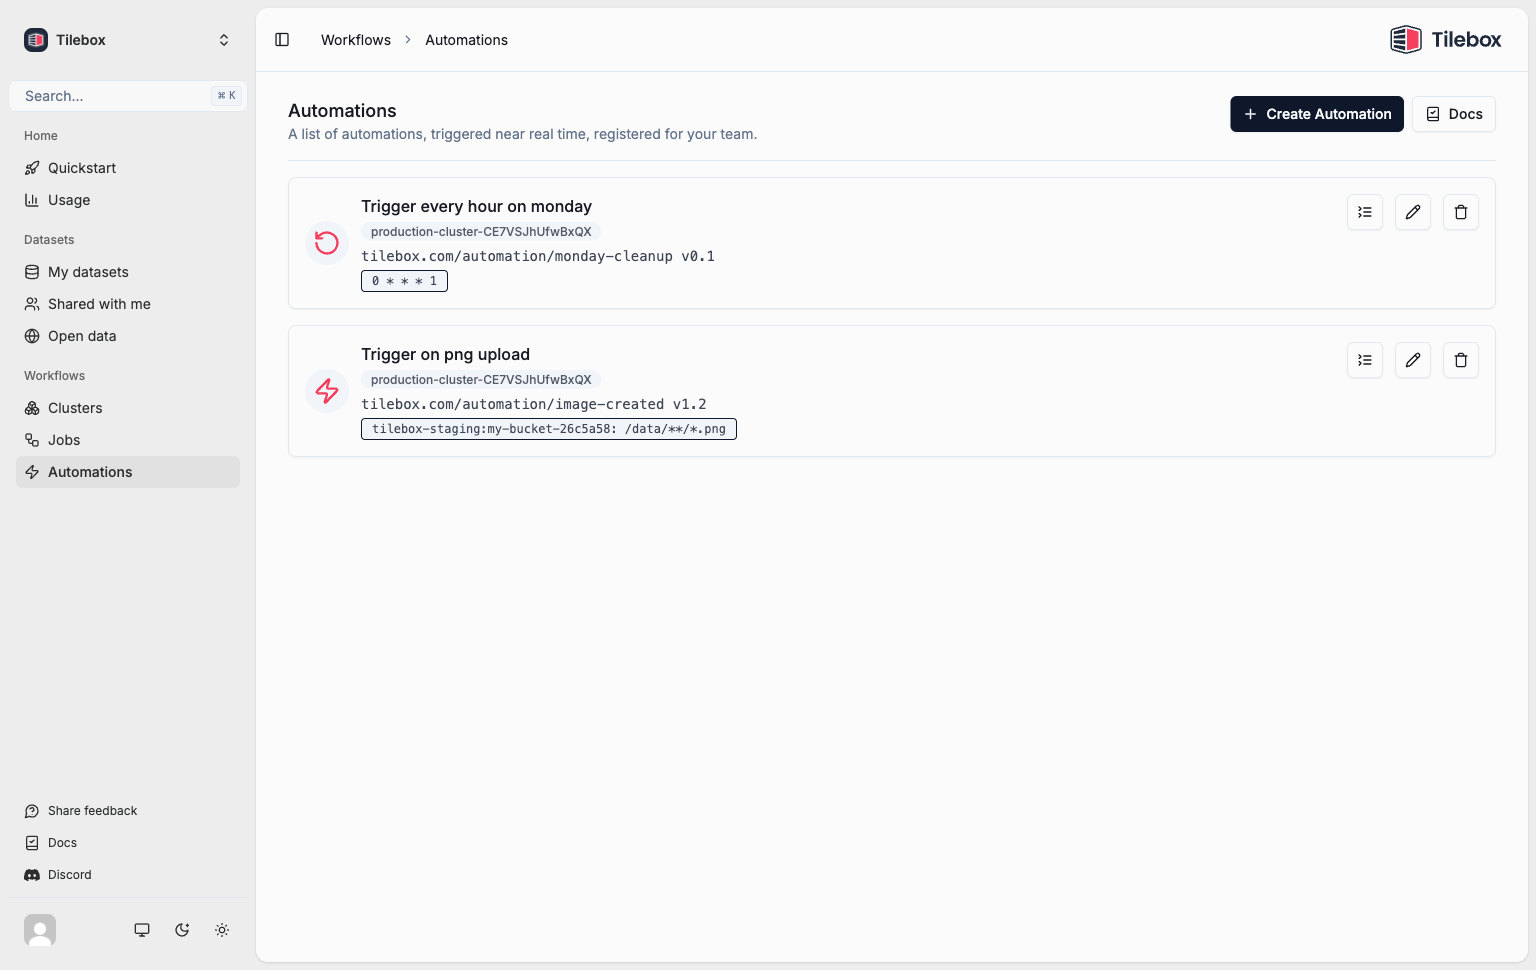 Tilebox
Search...
⌘ K
Home
Quickstart
Usage
Datasets
My datasets
Shared with me
Open data
Workflows
Clusters
Jobs
Automations
Share feedback
Docs
Discord
Workflows > Automations
Tilebox
Automations
A list of automations, triggered near real time, registered for your team.
+ Create Automation
Docs
Trigger every hour on monday
production-cluster-CE7VSJhUfwBxQX
tilebox.com/automation/monday-cleanup v0.1
0 * * * 1
Trigger on png upload
production-cluster-CE7VSJhUfwBxQX
tilebox.com/automation/image-created v1.2
tilebox-staging:my-bucket-26c5a58: /data/**/*.png